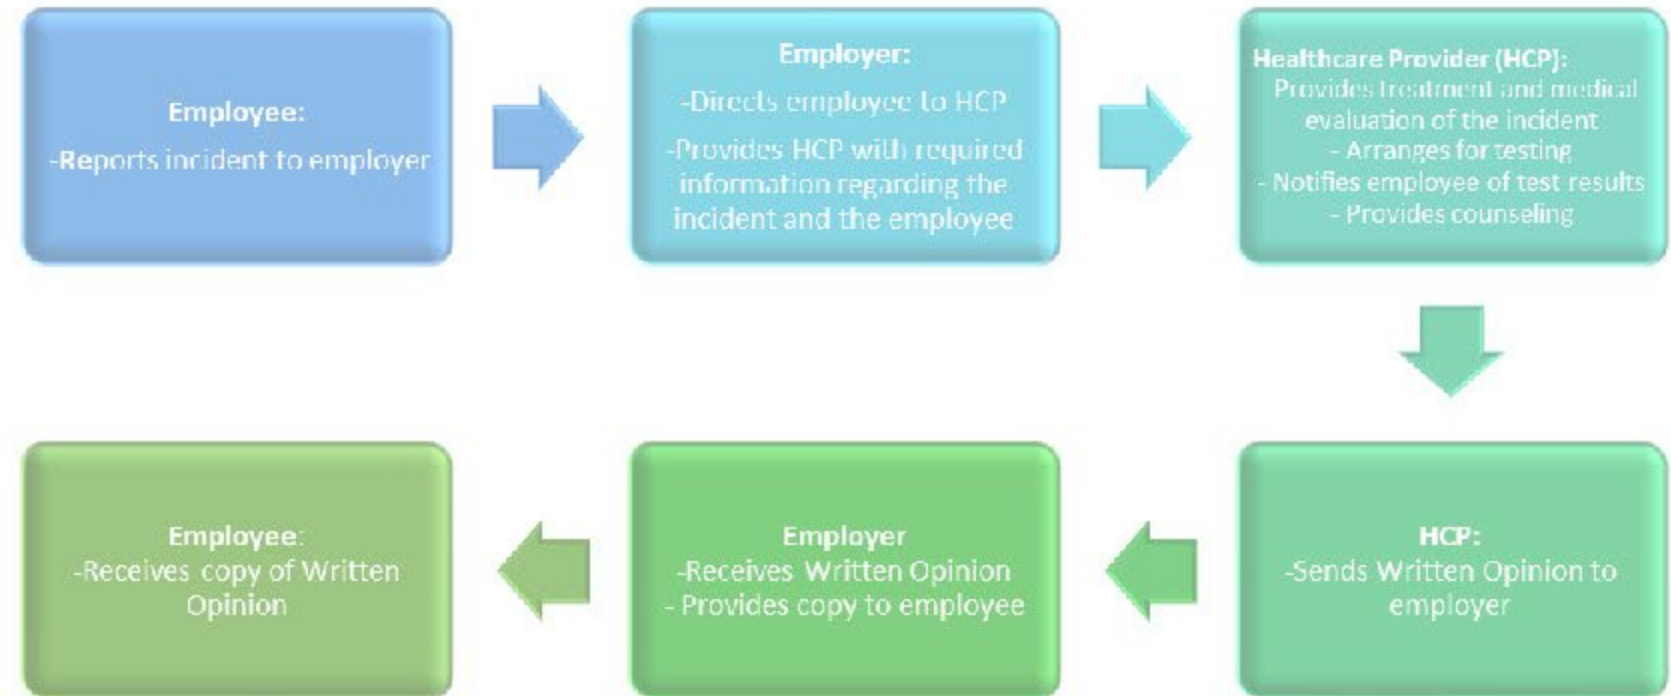 Employee:
-Reports incident to employer
Employer:
-Directs employee to HCP
-Provides HCP with required
information regarding the
incident and the employee
Healthcare Provider (HCP):
Provides treatment and medical
evaluation of the incident
- Arranges for testing
- Notifies employee of test results
- Provides counseling
HCP:
-Sends Written Opinion to
employer
Employer
-Receives Written Opinion
- Provides copy to employee
Employee:
-Receives copy of Written
Opinion